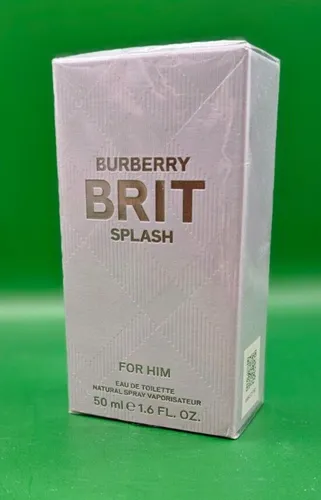 BURBERRY
BRIT
SPLASH
FOR HIM
EAU DE TOILETTE
NATURAL SPRAY VAPORISATEUR
50 ml ℮ 1.6 FL. OZ.